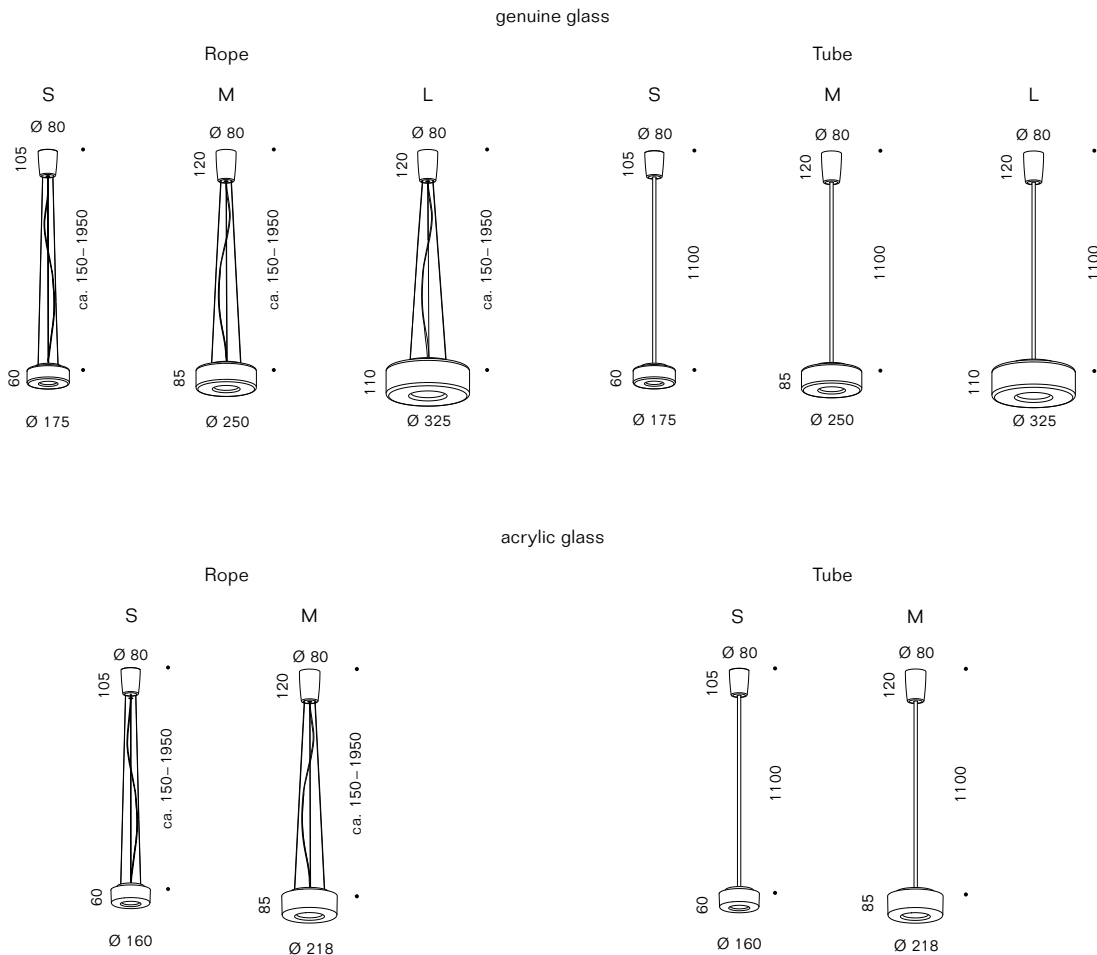 genuine glass
Rope Tube
S M L S M L
Ø 80 Ø 80 Ø 80 Ø 80 Ø 80 Ø 80
105 120 120 105 120 120
ca. 150–1950 ca. 150–1950 ca. 150–1950 1100 1100 1100
60 85 110 60 85 110
Ø 175 Ø 250 Ø 325 Ø 175 Ø 250 Ø 325
acrylic glass
Rope Tube
S M S M
Ø 80 Ø 80 Ø 80 Ø 80
105 120 105 120
ca. 150–1950 ca. 150–1950 1100 1100
60 85 60 85
Ø 160 Ø 218 Ø 160 Ø 218